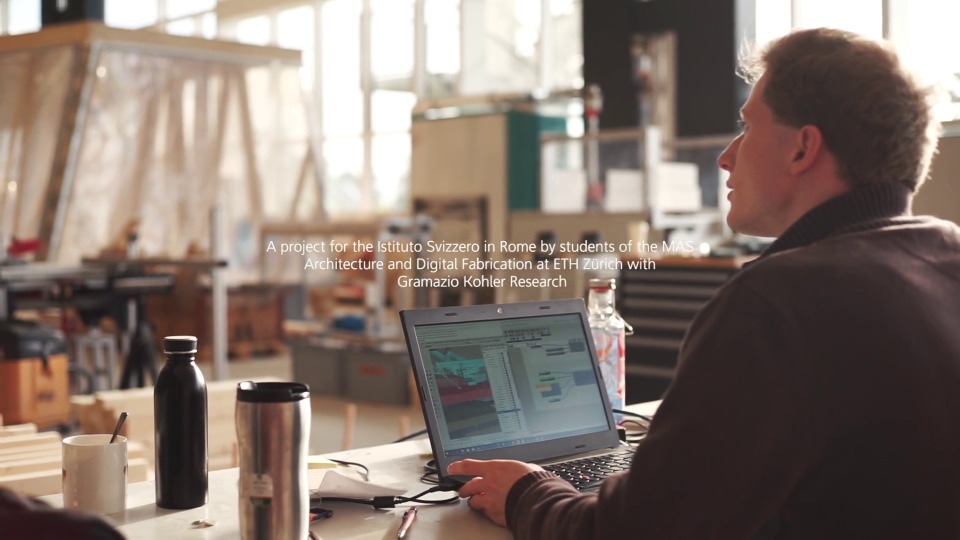 A project for the Istituto Svizzero in Rome by students of the MAS
Architecture and Digital Fabrication at ETH Zürich with
Gramazio Kohler Research